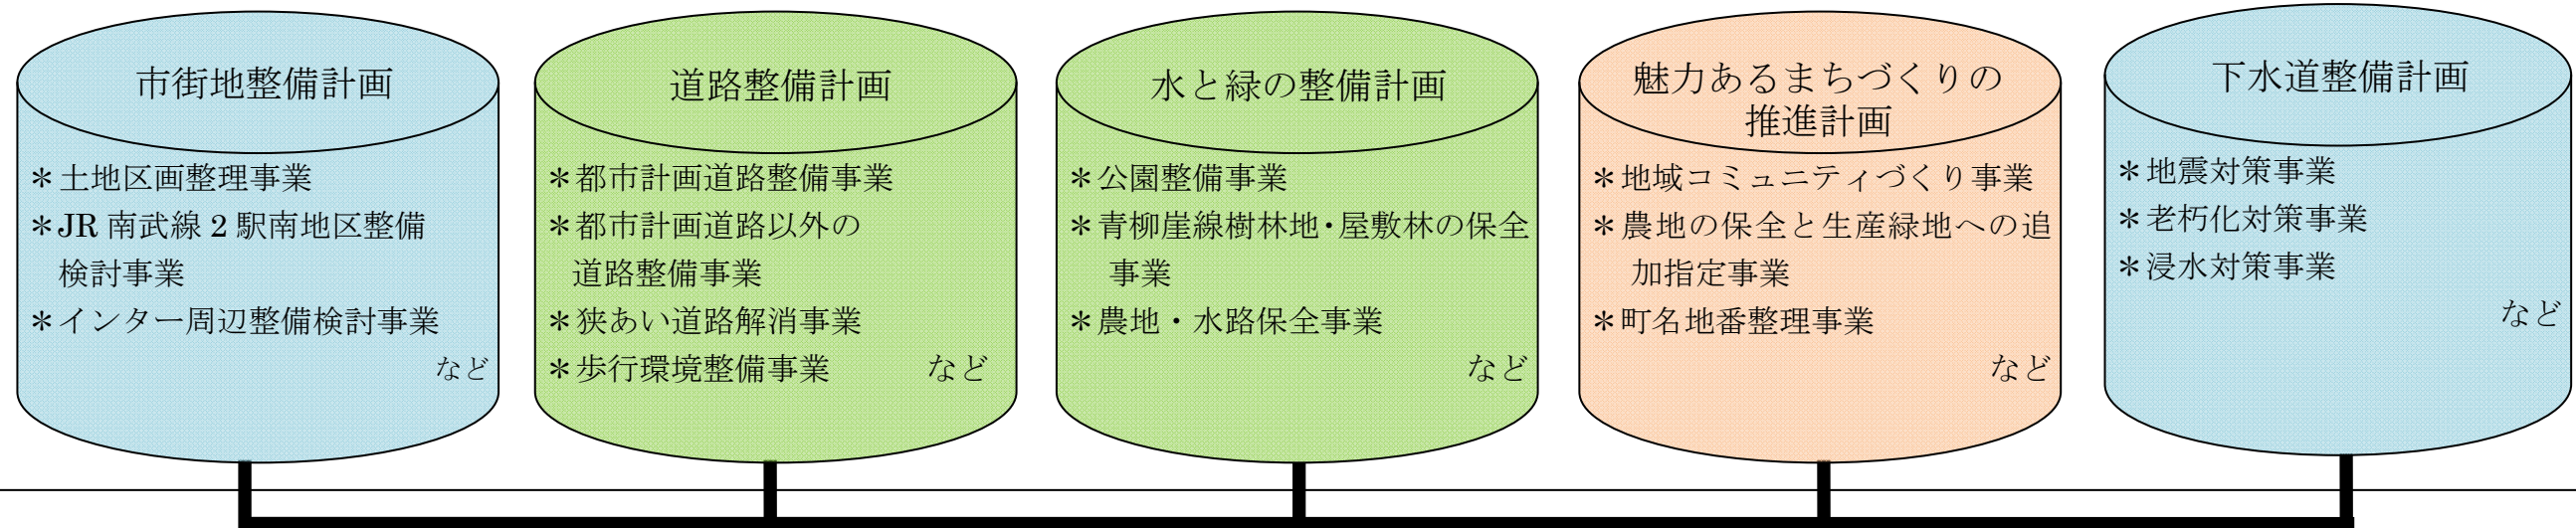 市街地整備計画
＊土地区画整理事業
＊JR 南武線 2 駅南地区整備
検討事業
＊インター周辺整備検討事業
など
道路整備計画
＊都市計画道路整備事業
＊都市計画道路以外の
道路整備事業
＊狭あい道路解消事業
＊歩行環境整備事業 など
水と緑の整備計画
＊公園整備事業
＊青柳崖線樹林地・屋敷林の保全
事業
＊農地・水路保全事業
など
魅力あるまちづくりの
推進計画
＊地域コミュニティづくり事業
＊農地の保全と生産緑地への追
加指定事業
＊町名地番整理事業
など
下水道整備計画
＊地震対策事業
＊老朽化対策事業
＊浸水対策事業
など